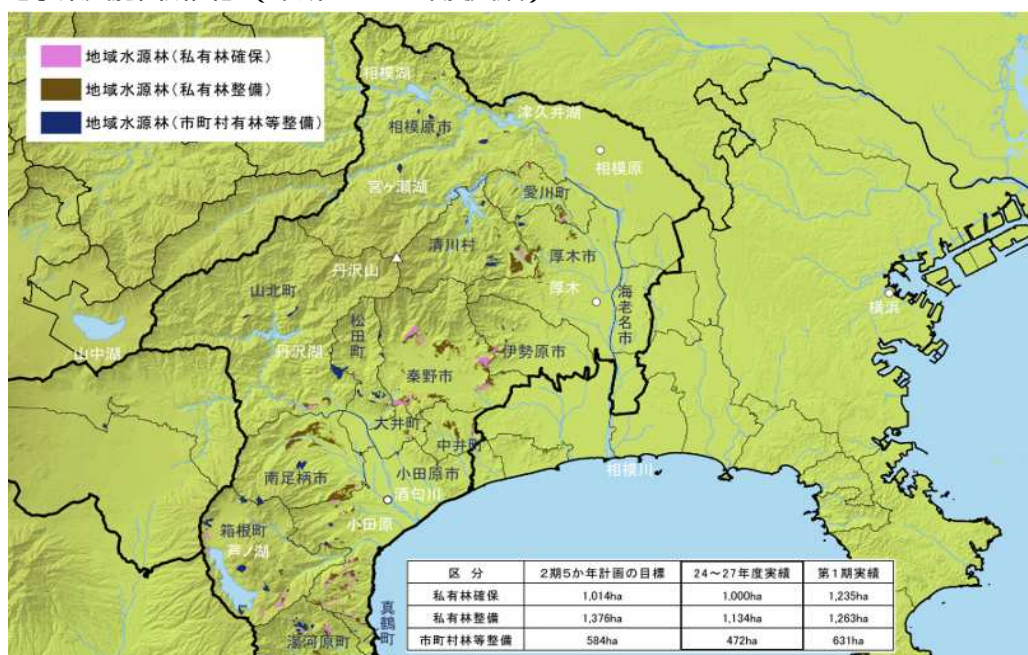 地域水源林(私有林確保)
地域水源林(私有林整備)
地域水源林(市町村有林等整備)
相模湖
津久井湖
相模原市
相模原
宮ヶ瀬湖
愛川町
清川村
厚木市
丹沢山
厚木
海老名市
山北町
横浜
松田町
山中湖
丹沢湖
伊勢原市
秦野市
大井町
中井町
相模川
南足柄市
小田原市
酒匂川
箱根町
小田原
芦ノ湖
真鶴町
湯河原町
区 分 2期5か年計画の目標 24～27年度実績 第1期実績
私有林確保 1,014ha 1,000ha 1,235ha
私有林整備 1,376ha 1,134ha 1,263ha
市町村林等整備 584ha 472ha 631ha